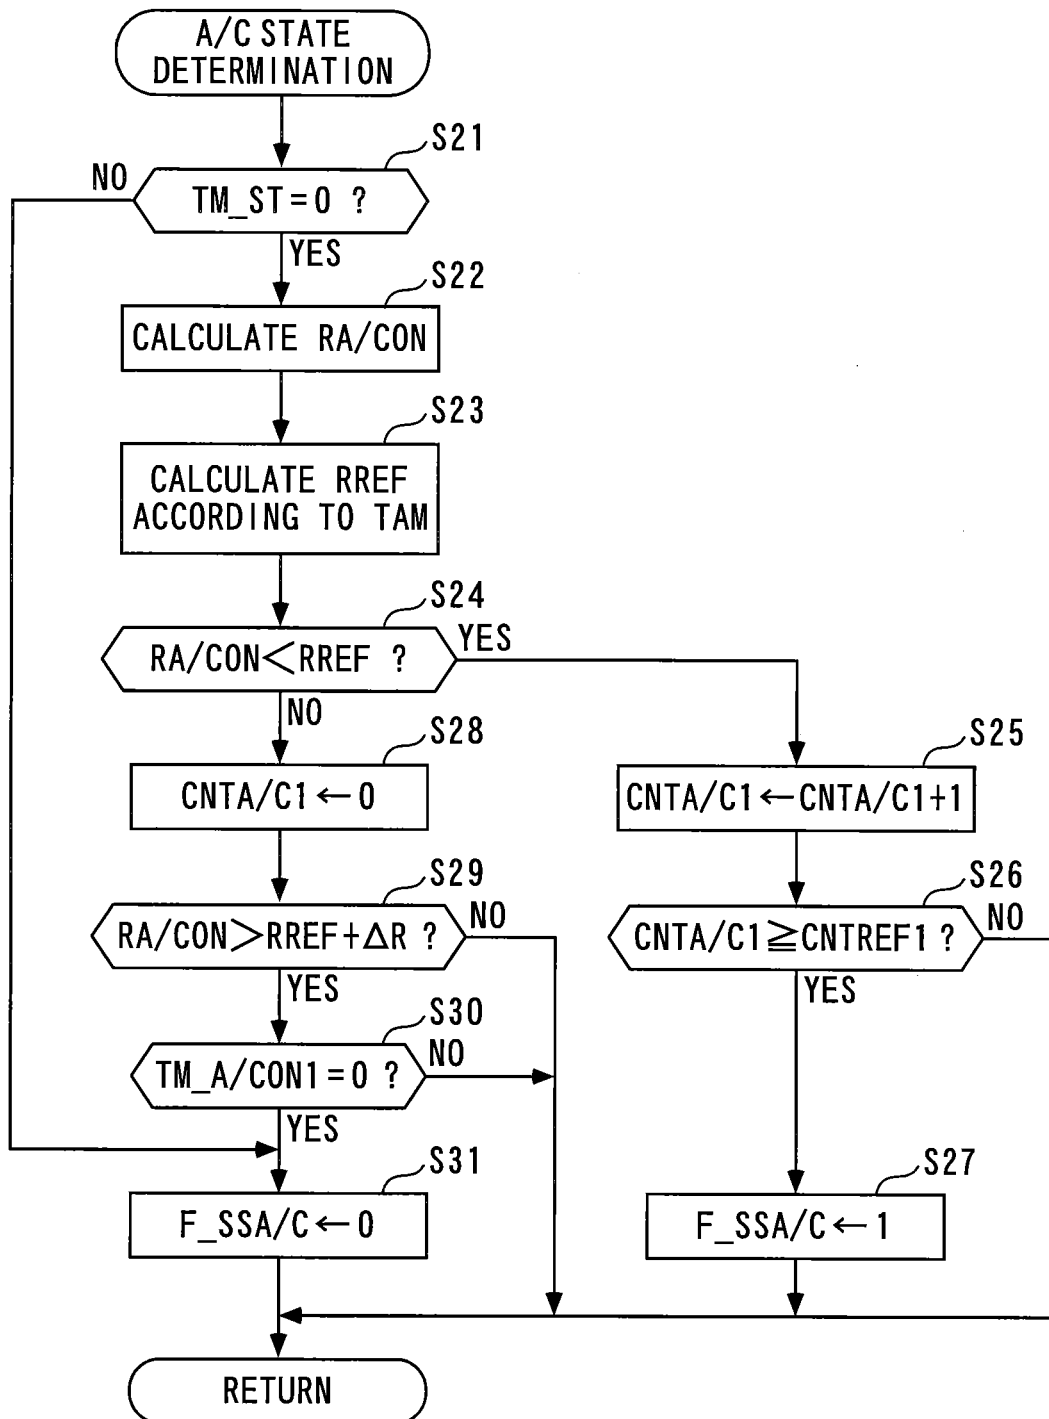 A/C STATE
DETERMINATION
S21
NO
TM_ST=0 ?
YES
S22
CALCULATE RA/CON
S23
CALCULATE RREF
ACCORDING TO TAM
S24
RA/CON<RREF ?
YES
NO
S28
CNTA/C1←0
S25
CNTA/C1←CNTA/C1+1
S29
RA/CON>RREF+ΔR ?
NO
YES
S26
CNTA/C1≧CNTREF1 ?
NO
YES
S30
TM_A/CON1=0 ?
NO
YES
S31
F_SSA/C←0
S27
F_SSA/C←1
RETURN